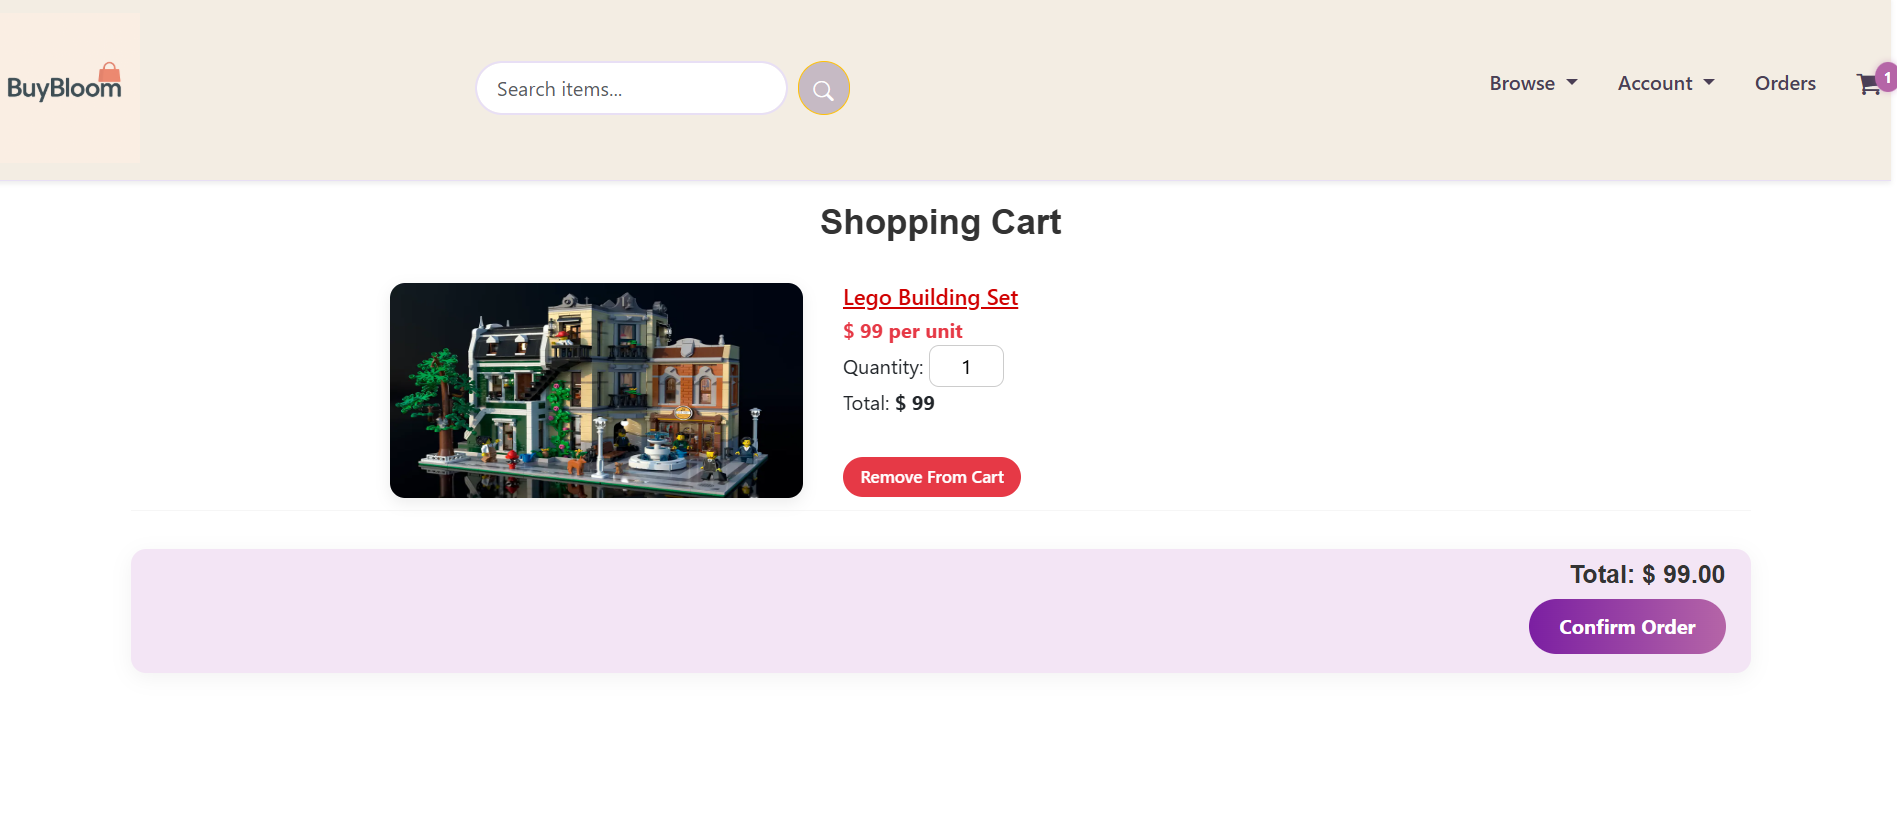 BuyBloom
Search items...
Browse
Account
Orders
1
Shopping Cart
Lego Building Set
$ 99 per unit
Quantity: 1
Total: $ 99
Remove From Cart
Total: $ 99.00
Confirm Order